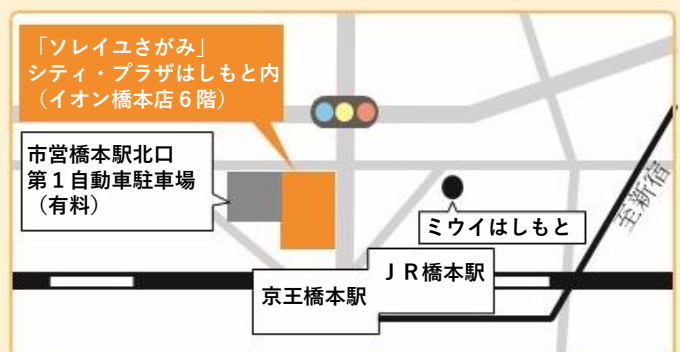 「ソレイユさがみ」
シティ・プラザはしもと内
（イオン橋本店６階）
市営橋本駅北口
第１自動車駐車場
（有料）
ミウイはしもと
至新宿
ＪＲ橋本駅
京王橋本駅